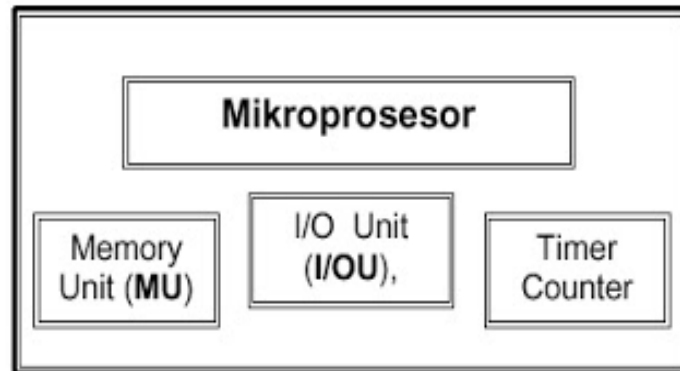 Mikroprosesor
Memory
Unit (MU)
I/O Unit
(I/OU),
Timer
Counter